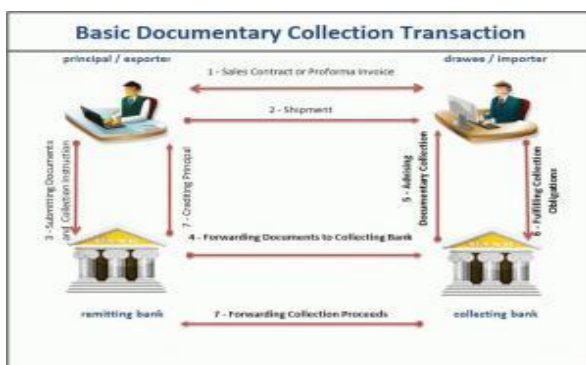 Basic Documentary Collection Transaction
principal / exporter
drawee / importer
1 - Sales Contract or Proforma Invoice
2 - Shipment
3 - Submitting Documents
and Collection Instruction
7 - Crediting Principal
5 - Advising
Documentary Collection
6 - Fulfilling Collection
Obligations
4 - Forwarding Documents to Collecting Bank
BANK
remitting bank
7 - Forwarding Collection Proceeds
collecting bank